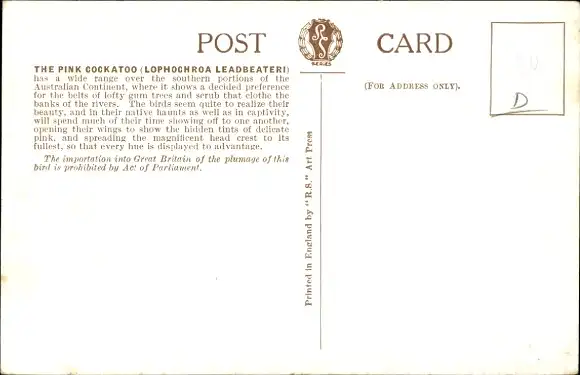 POST CARD
SERIES
THE PINK COCKATOO (LOPHOCHROA LEADBEATERI)
has a wide range over the southern portions of the
Australian Continent, where it shows a decided preference
for the belts of lofty gum trees and scrub that clothe the
banks of the rivers. The birds seem quite to realize their
beauty, and in their native haunts as well as in captivity,
will spend much of their time showing off to one another,
opening their wings to show the hidden tints of delicate
pink, and spreading the magnificent head crest to its
fullest, so that every hue is displayed to advantage.
The importation into Great Britain of the plumage of this
bird is prohibited by Act of Parliament.
Printed in England by "R.S." Art Press
(FOR ADDRESS ONLY).
D